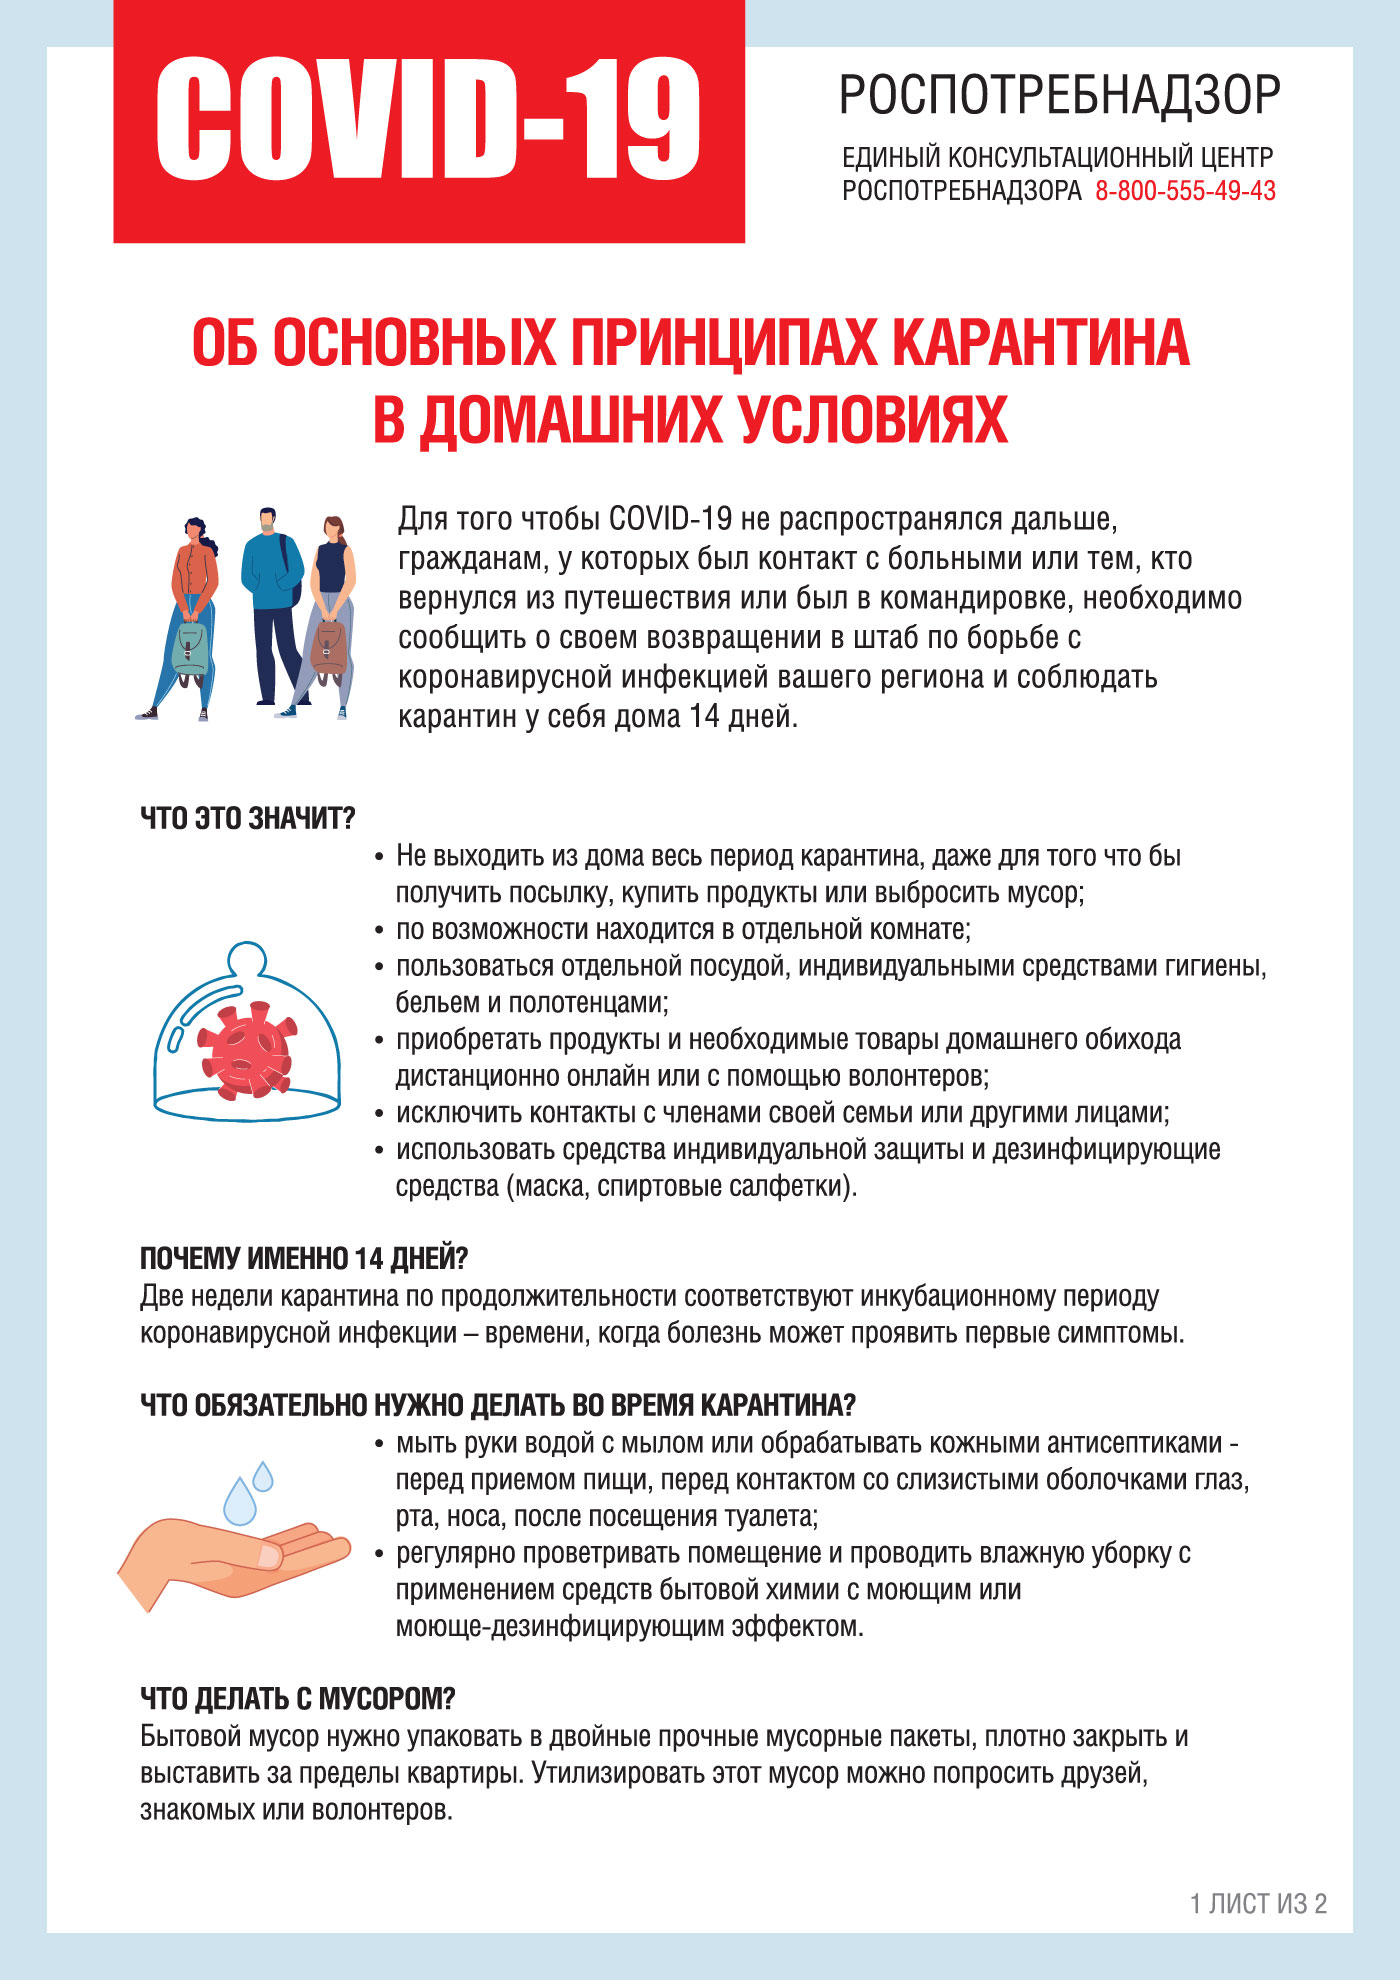 COVID-19
РОСПОТРЕБНАДЗОР
ЕДИНЫЙ КОНСУЛЬТАЦИОННЫЙ ЦЕНТР
РОСПОТРЕБНАДЗОРА 8-800-555-49-43
ОБ ОСНОВНЫХ ПРИНЦИПАХ КАРАНТИНА
В ДОМАШНИХ УСЛОВИЯХ
Для того чтобы COVID-19 не распространялся дальше,
гражданам, у которых был контакт с больными или тем, кто
вернулся из путешествия или был в командировке, необходимо
сообщить о своем возвращении в штаб по борьбе с
коронавирусной инфекцией вашего региона и соблюдать
карантин у себя дома 14 дней.
ЧТО ЭТО ЗНАЧИТ?
• Не выходить из дома весь период карантина, даже для того что бы
получить посылку, купить продукты или выбросить мусор;
• по возможности находится в отдельной комнате;
• пользоваться отдельной посудой, индивидуальными средствами гигиены,
бельем и полотенцами;
• приобретать продукты и необходимые товары домашнего обихода
дистанционно онлайн или с помощью волонтеров;
• исключить контакты с членами своей семьи или другими лицами;
• использовать средства индивидуальной защиты и дезинфицирующие
средства (маска, спиртовые салфетки).
ПОЧЕМУ ИМЕННО 14 ДНЕЙ?
Две недели карантина по продолжительности соответствуют инкубационному периоду
коронавирусной инфекции – времени, когда болезнь может проявить первые симптомы.
ЧТО ОБЯЗАТЕЛЬНО НУЖНО ДЕЛАТЬ ВО ВРЕМЯ КАРАНТИНА?
• мыть руки водой с мылом или обрабатывать кожными антисептиками -
перед приемом пищи, перед контактом со слизистыми оболочками глаз,
рта, носа, после посещения туалета;
• регулярно проветривать помещение и проводить влажную уборку с
применением средств бытовой химии с моющим или
моюще-дезинфицирующим эффектом.
ЧТО ДЕЛАТЬ С МУСОРОМ?
Бытовой мусор нужно упаковать в двойные прочные мусорные пакеты, плотно закрыть и
выставить за пределы квартиры. Утилизировать этот мусор можно попросить друзей,
знакомых или волонтеров.
1 ЛИСТ ИЗ 2